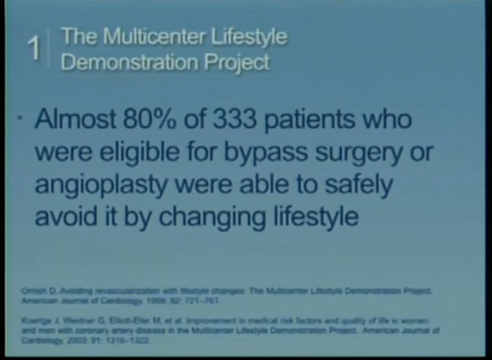 1
The Multicenter Lifestyle
Demonstration Project
• Almost 80% of 333 patients who
were eligible for bypass surgery or
angioplasty were able to safely
avoid it by changing lifestyle
Ornish D. Avoiding revascularization with lifestyle changes: The Multicenter Lifestyle Demonstration Project.
American Journal of Cardiology. 1998; 82: 72T-76T.
Koertge J, Weidner G, Elliott-Eller M, et al. Improvement in medical risk factors and quality of life in women
and men with coronary artery disease in the Multicenter Lifestyle Demonstration Project. American Journal of
Cardiology. 2003; 91: 1316-1322.